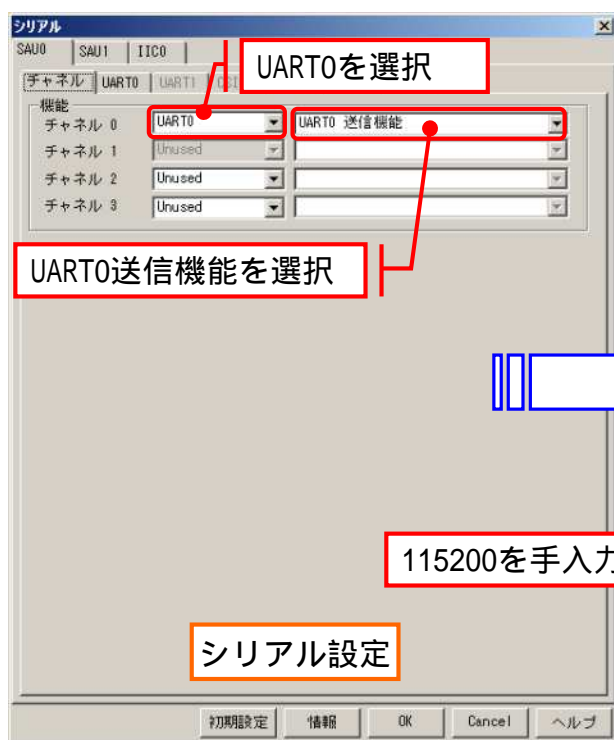 シリアル
SAU0 SAU1 IIC0
チャネル UART0 UART1
UART0を選択
機能
チャネル 0 UART0 UART0 送信機能
チャネル 1 Unused
チャネル 2 Unused
チャネル 3 Unused
UART0送信機能を選択
115200を手入力
シリアル設定
初期設定 情報 OK Cancel ヘルプ